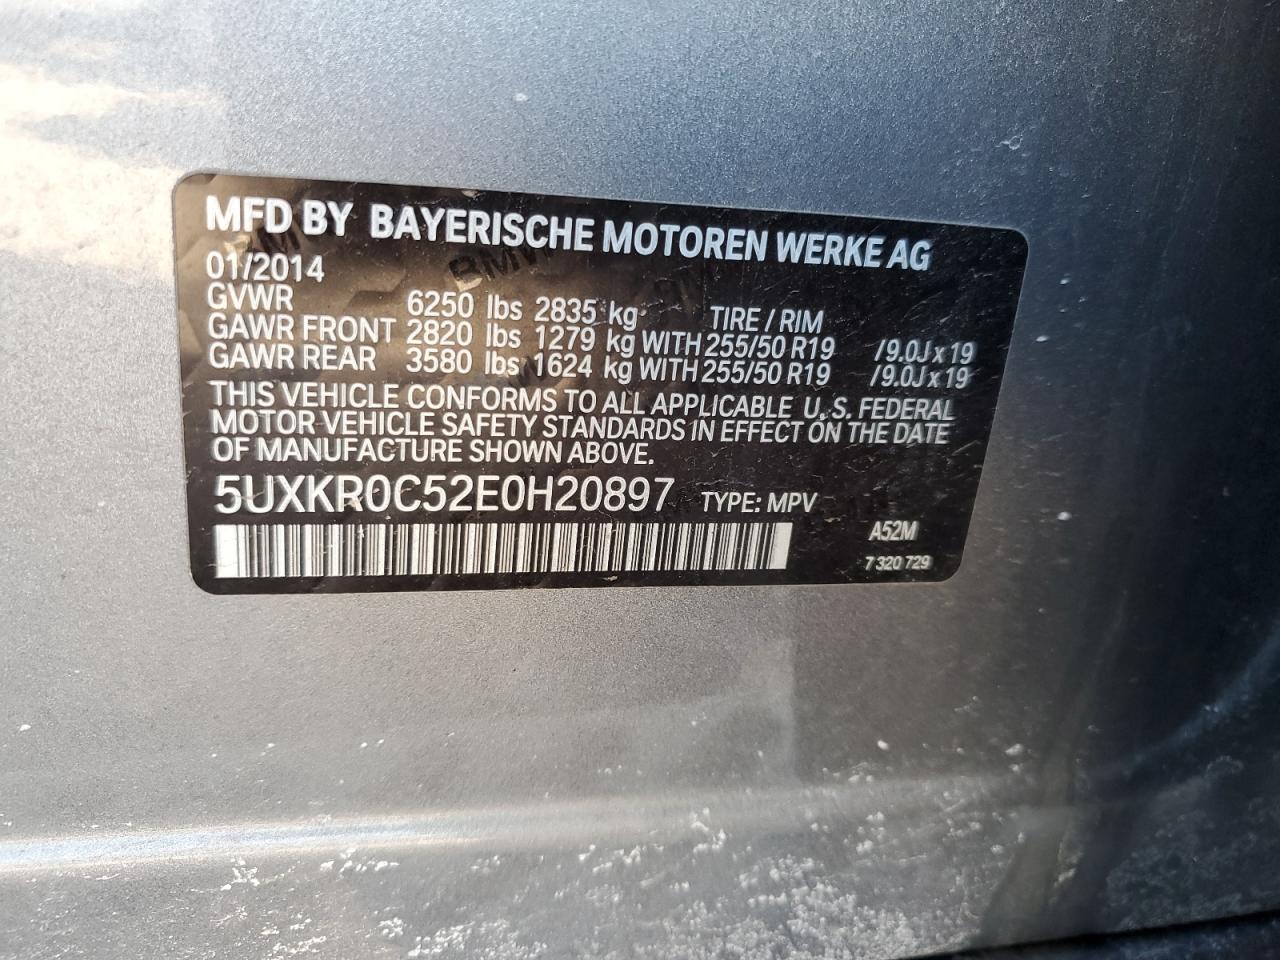 MFD BY BAYERISCHE MOTOREN WERKE AG
01/2014
GVWR 6250 lbs 2835 kg TIRE / RIM
GAWR FRONT 2820 lbs 1279 kg WITH 255/50 R19 /9.0J x 19
GAWR REAR 3580 lbs 1624 kg WITH 255/50 R19 /9.0J x 19
THIS VEHICLE CONFORMS TO ALL APPLICABLE U.S. FEDERAL
MOTOR VEHICLE SAFETY STANDARDS IN EFFECT ON THE DATE
OF MANUFACTURE SHOWN ABOVE.
5UXKR0C52E0H20897 TYPE: MPV
A52M
7 320 729